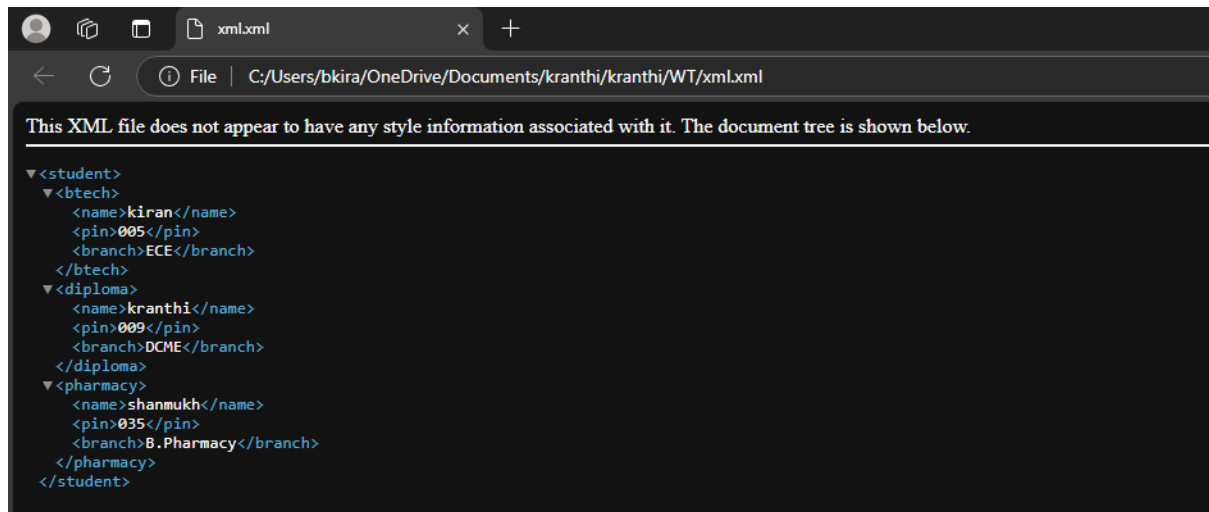 xml.xml
File | C:/Users/bkira/OneDrive/Documents/kranthi/kranthi/WT/xml.xml
This XML file does not appear to have any style information associated with it. The document tree is shown below.
▼<student>
▼<btech>
<name>kiran</name>
<pin>005</pin>
<branch>ECE</branch>
</btech>
▼<diploma>
<name>kranthi</name>
<pin>009</pin>
<branch>DCME</branch>
</diploma>
▼<pharmacy>
<name>shanmukh</name>
<pin>035</pin>
<branch>B.Pharmacy</branch>
</pharmacy>
</student>